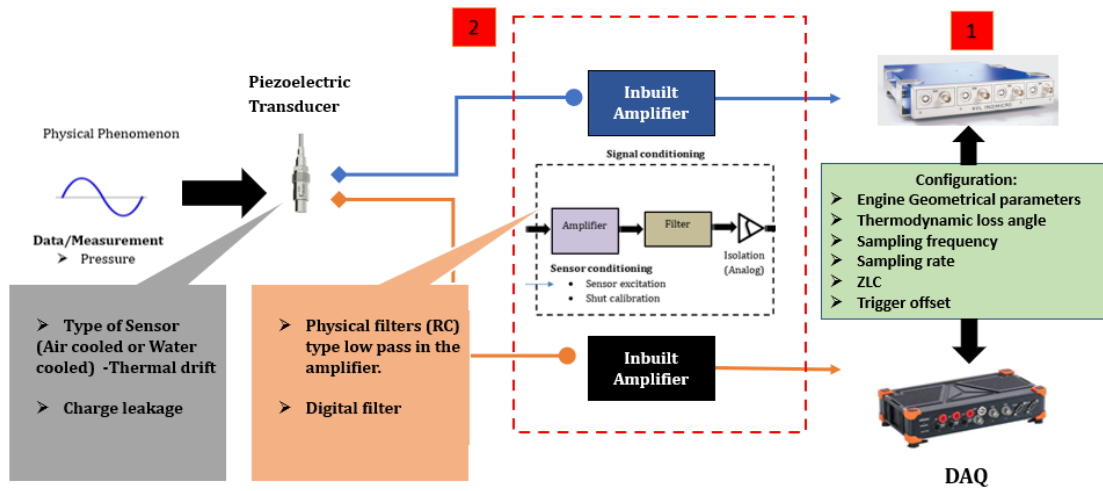 2
1
Piezoelectric
Transducer
Inbuilt
Amplifier
Physical Phenomenon
Signal conditioning
Configuration:
➤ Engine Geometrical parameters
➤ Thermodynamic loss angle
➤ Sampling frequency
➤ Sampling rate
➤ ZLC
➤ Trigger offset
Amplifier
Filter
Isolation
(Analog)
Data/Measurement
➤ Pressure
Sensor conditioning
• Sensor excitation
• Shut calibration
➤ Type of Sensor
(Air cooled or Water
cooled) -Thermal drift
➤ Charge leakage
➤ Physical filters (RC)
type low pass in the
amplifier.
➤ Digital filter
Inbuilt
Amplifier
DAQ